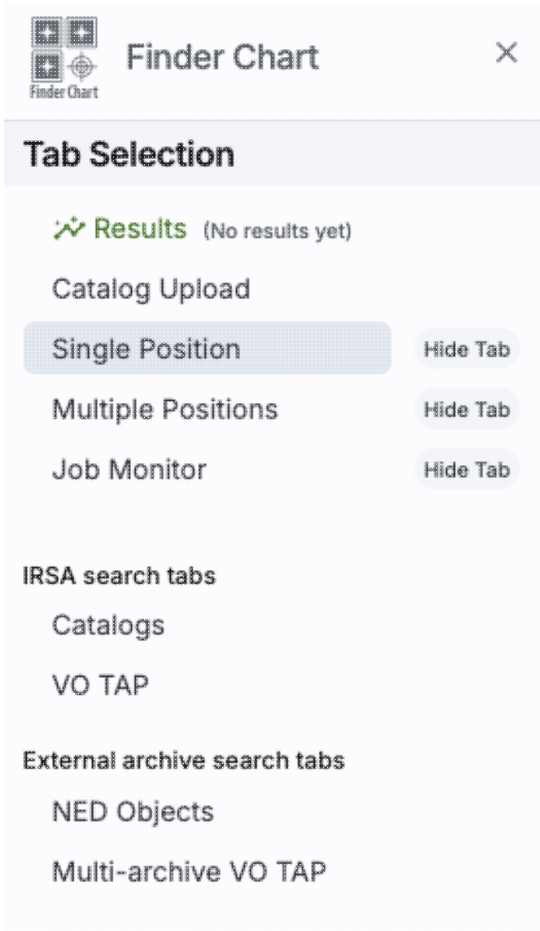 Finder Chart
Finder Chart
Tab Selection
Results (No results yet)
Catalog Upload
Single Position Hide Tab
Multiple Positions Hide Tab
Job Monitor Hide Tab
IRSA search tabs
Catalogs
VO TAP
External archive search tabs
NED Objects
Multi-archive VO TAP